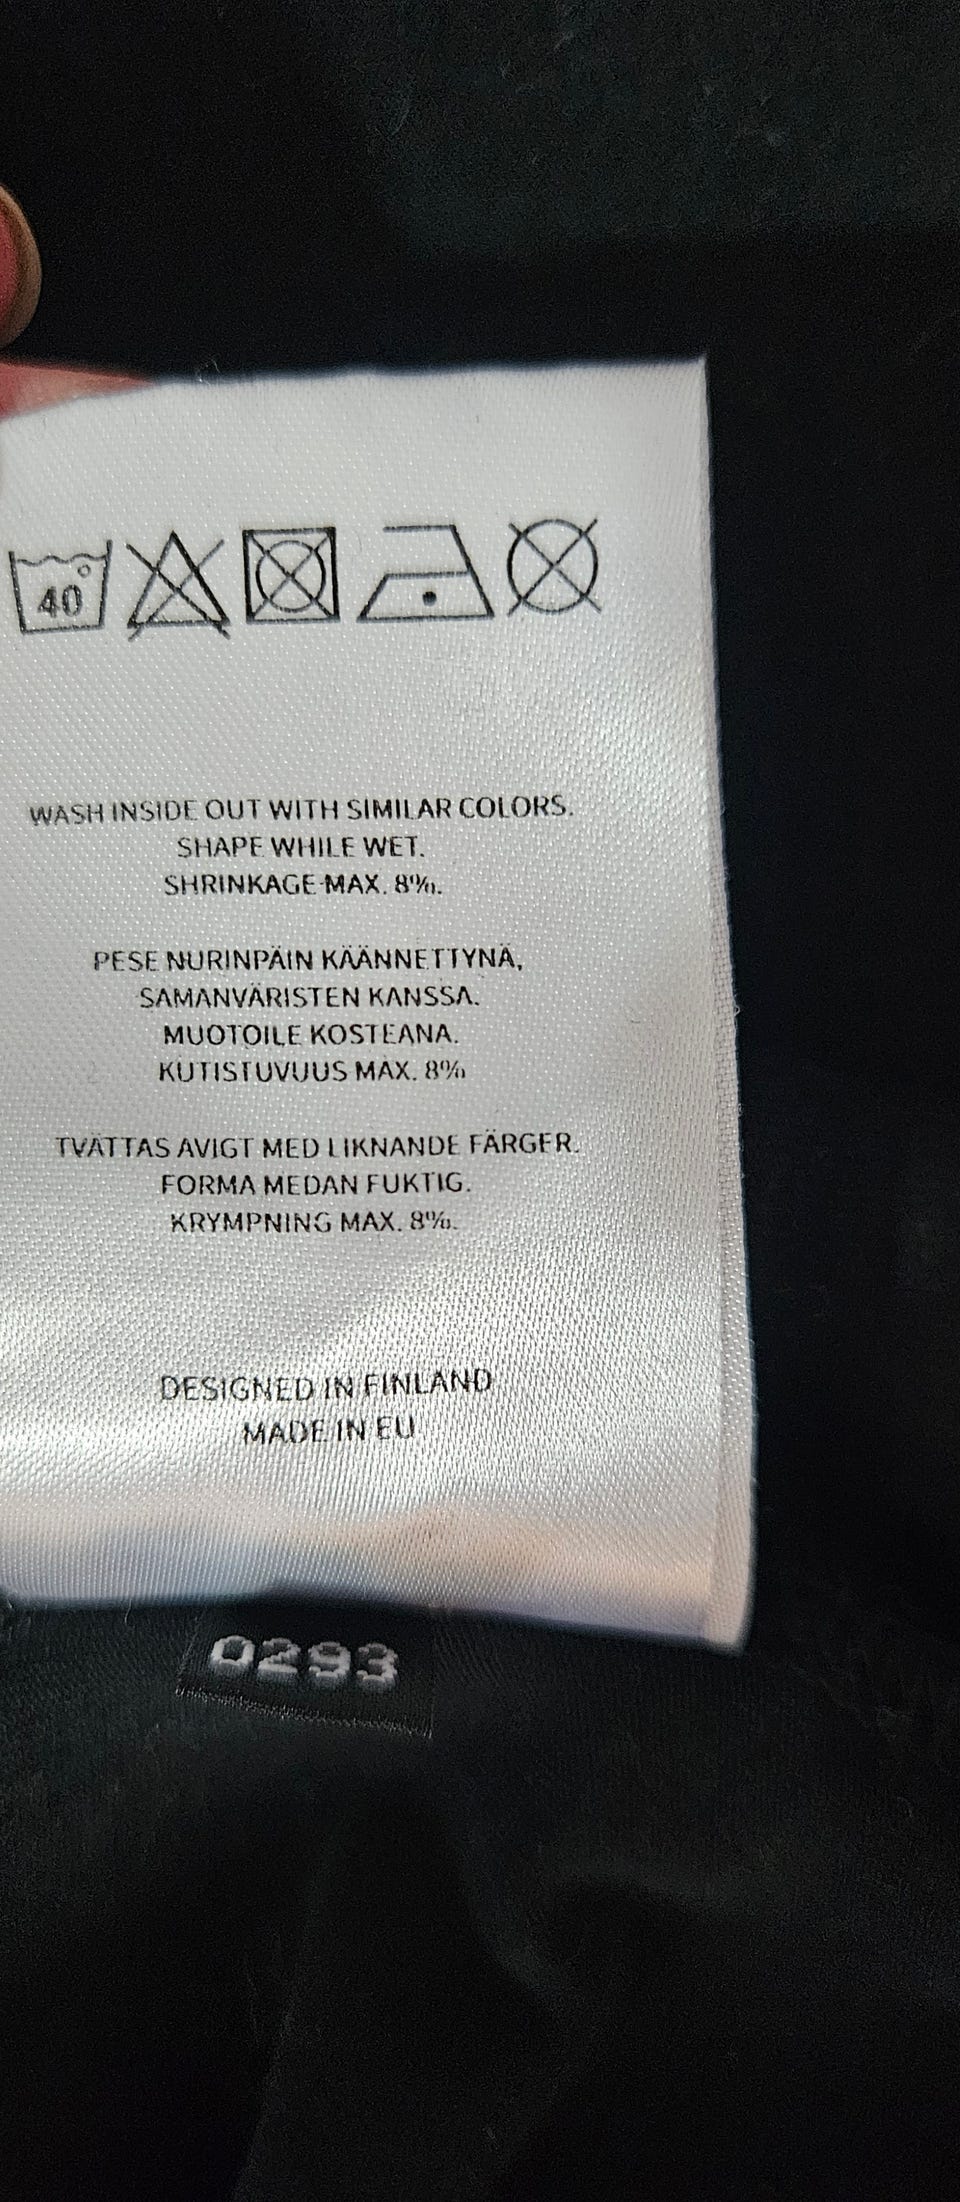 40°
WASH INSIDE OUT WITH SIMILAR COLORS.
SHAPE WHILE WET.
SHRINKAGE MAX. 8%.
PESE NURINPÄIN KÄÄNNETTYNÄ,
SAMANVÄRISTEN KANSSA.
MUOTOILE KOSTEANA.
KUTISTUVUUS MAX. 8%
TVÄTTAS AVIGT MED LIKNANDE FÄRGER.
FORMA MEDAN FUKTIG.
KRYMPNING MAX. 8%.
DESIGNED IN FINLAND
MADE IN EU
0293